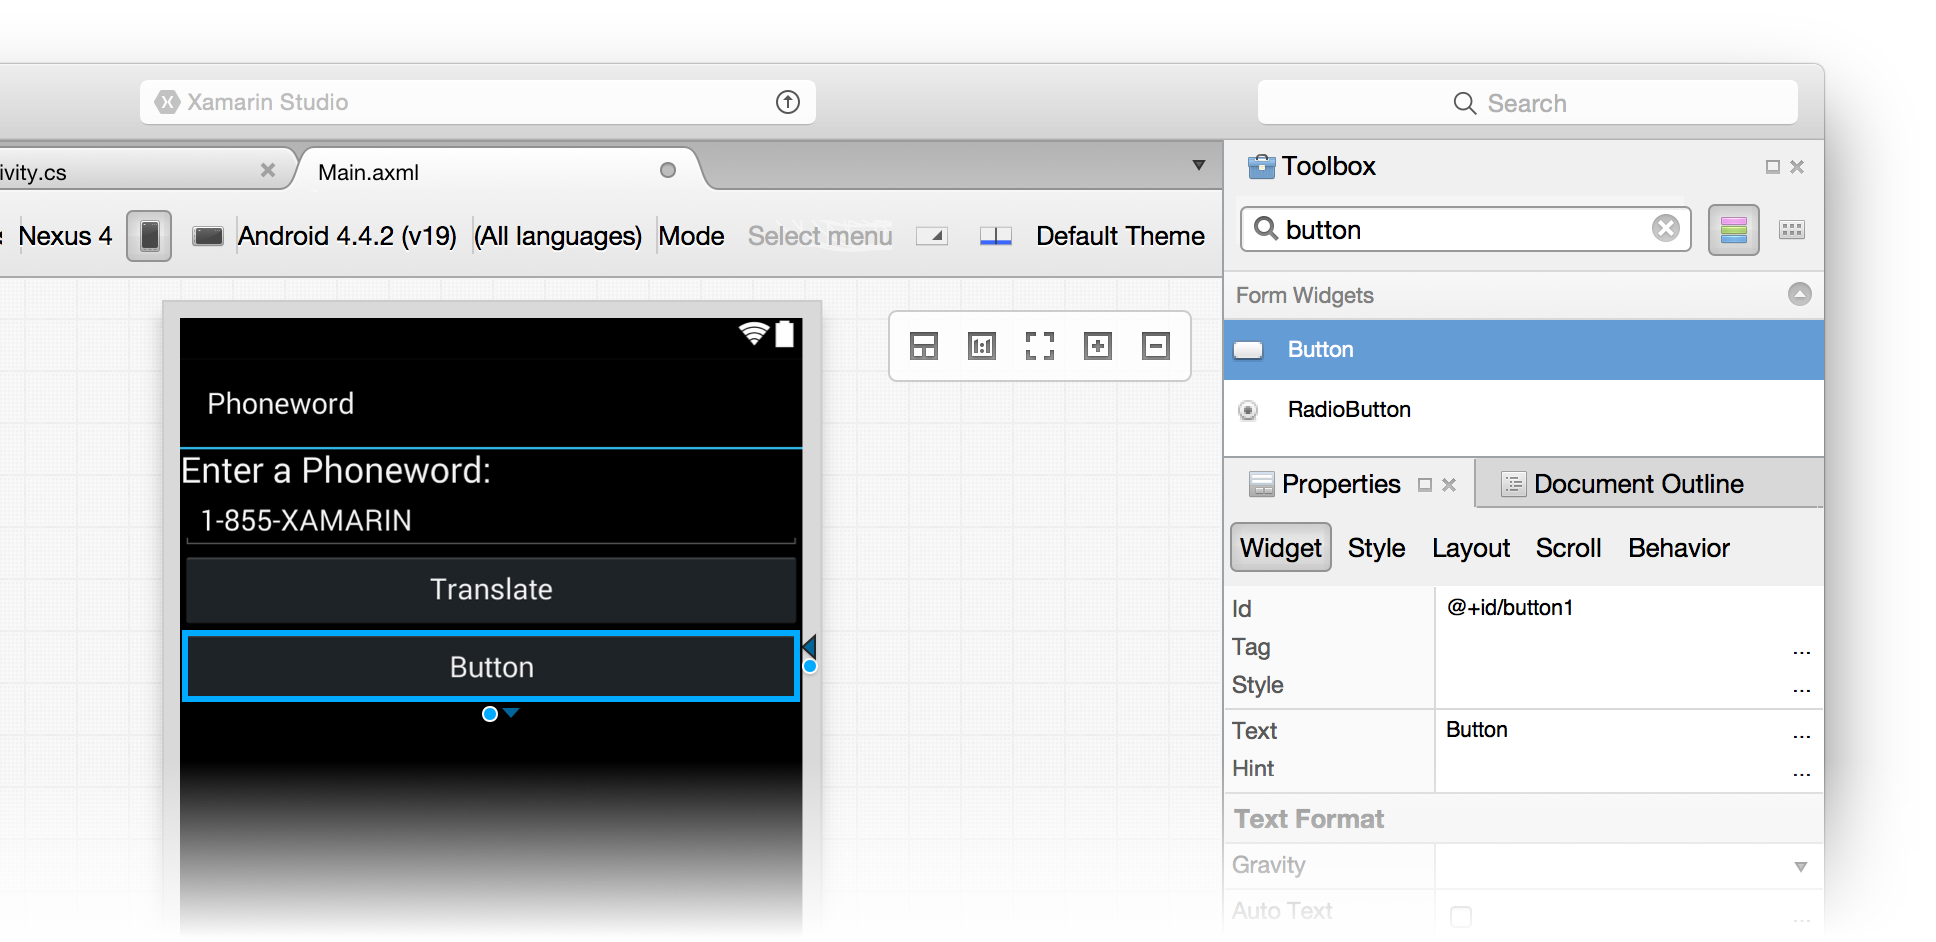 Xamarin Studio
Search
ivity.cs
Main.axml
Toolbox
Nexus 4
Android 4.4.2 (v19)
(All languages)
Mode
Select menu
Default Theme
button
Form Widgets
Button
RadioButton
1:1
Phoneword
Enter a Phoneword:
1-855-XAMARIN
Translate
Button
Properties
Document Outline
Widget Style Layout Scroll Behavior
Id @+id/button1
Tag ...
Style ...
Text Button ...
Hint ...
Text Format
Gravity
Auto Text ...